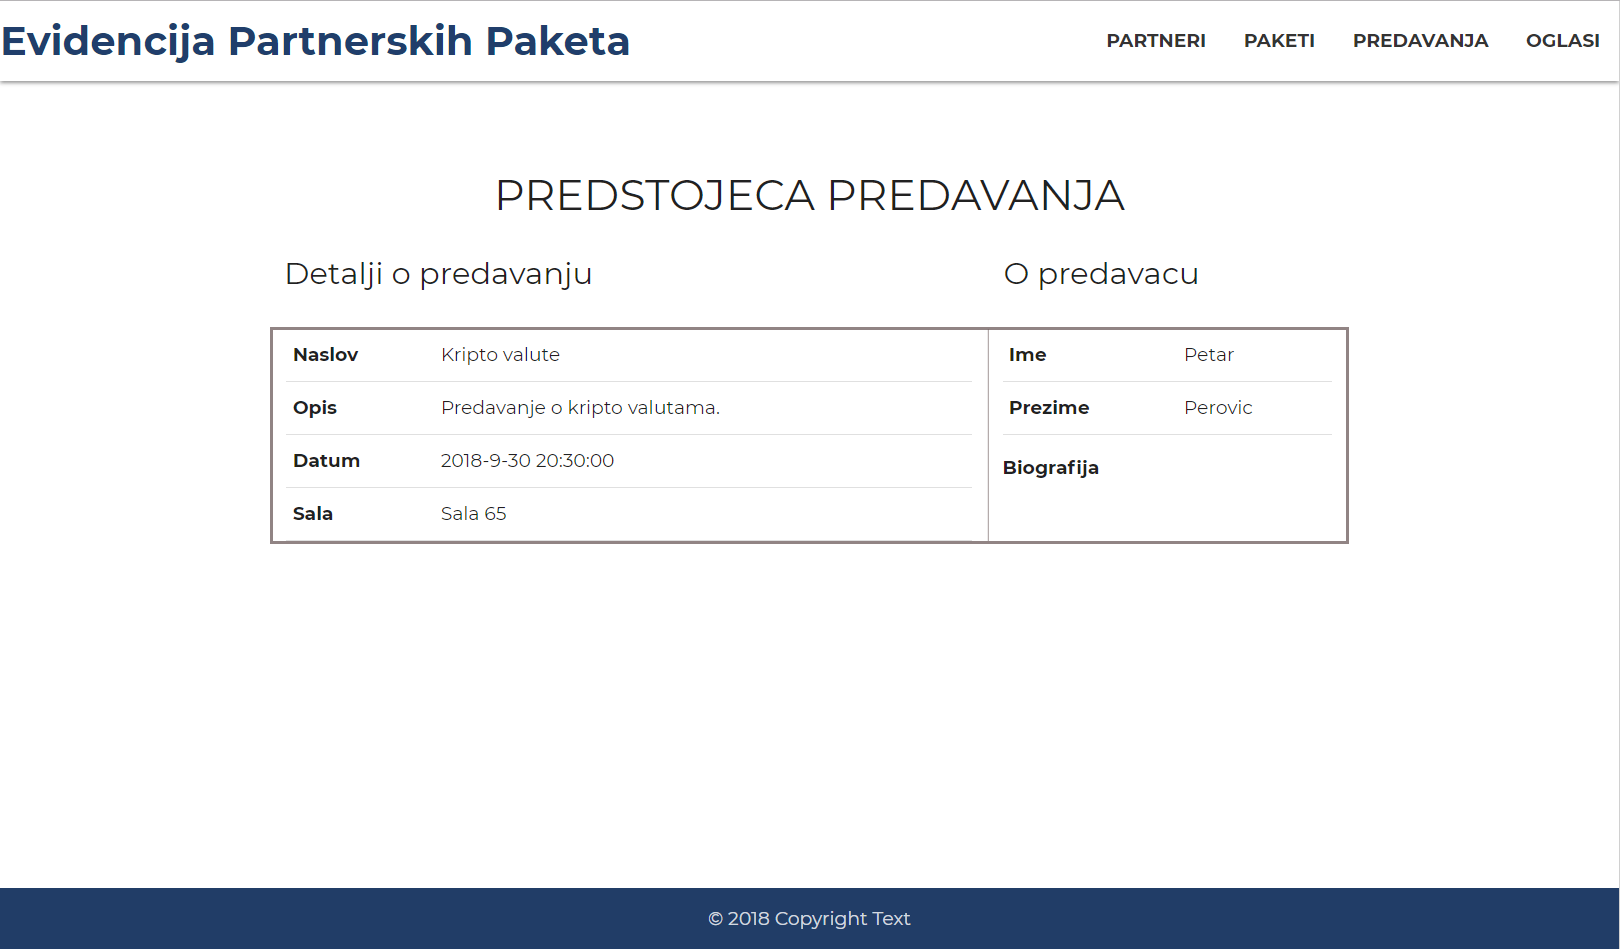 Evidencija Partnerskih Paketa
PARTNERI PAKETI PREDAVANJA OGLASI
PREDSTOJECA PREDAVANJA
Detalji o predavanju
Naslov Kripto valute
Opis Predavanje o kripto valutama.
Datum 2018-9-30 20:30:00
Sala Sala 65
O predavacu
Ime Petar
Prezime Perovic
Biografija
© 2018 Copyright Text